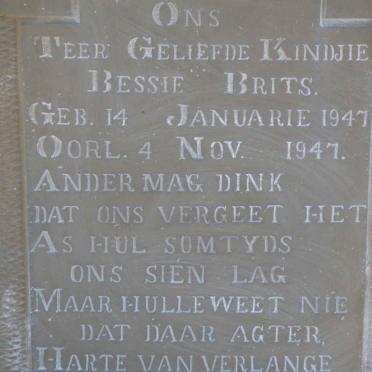 ONS
TEER GELIEFDE KINDJIE
BESSIE BRITS.
GEB. 14 JANUARIE 1947
OORL. 4 NOV. 1947.
ANDER MAG DINK
DAT ONS VERGEET HET
AS HUL SOMTYDS
ONS SIÉN LAG
MAAR HULLE WEET NIE
DAT DAAR AGTER,
HARTE VAN VERLANGE